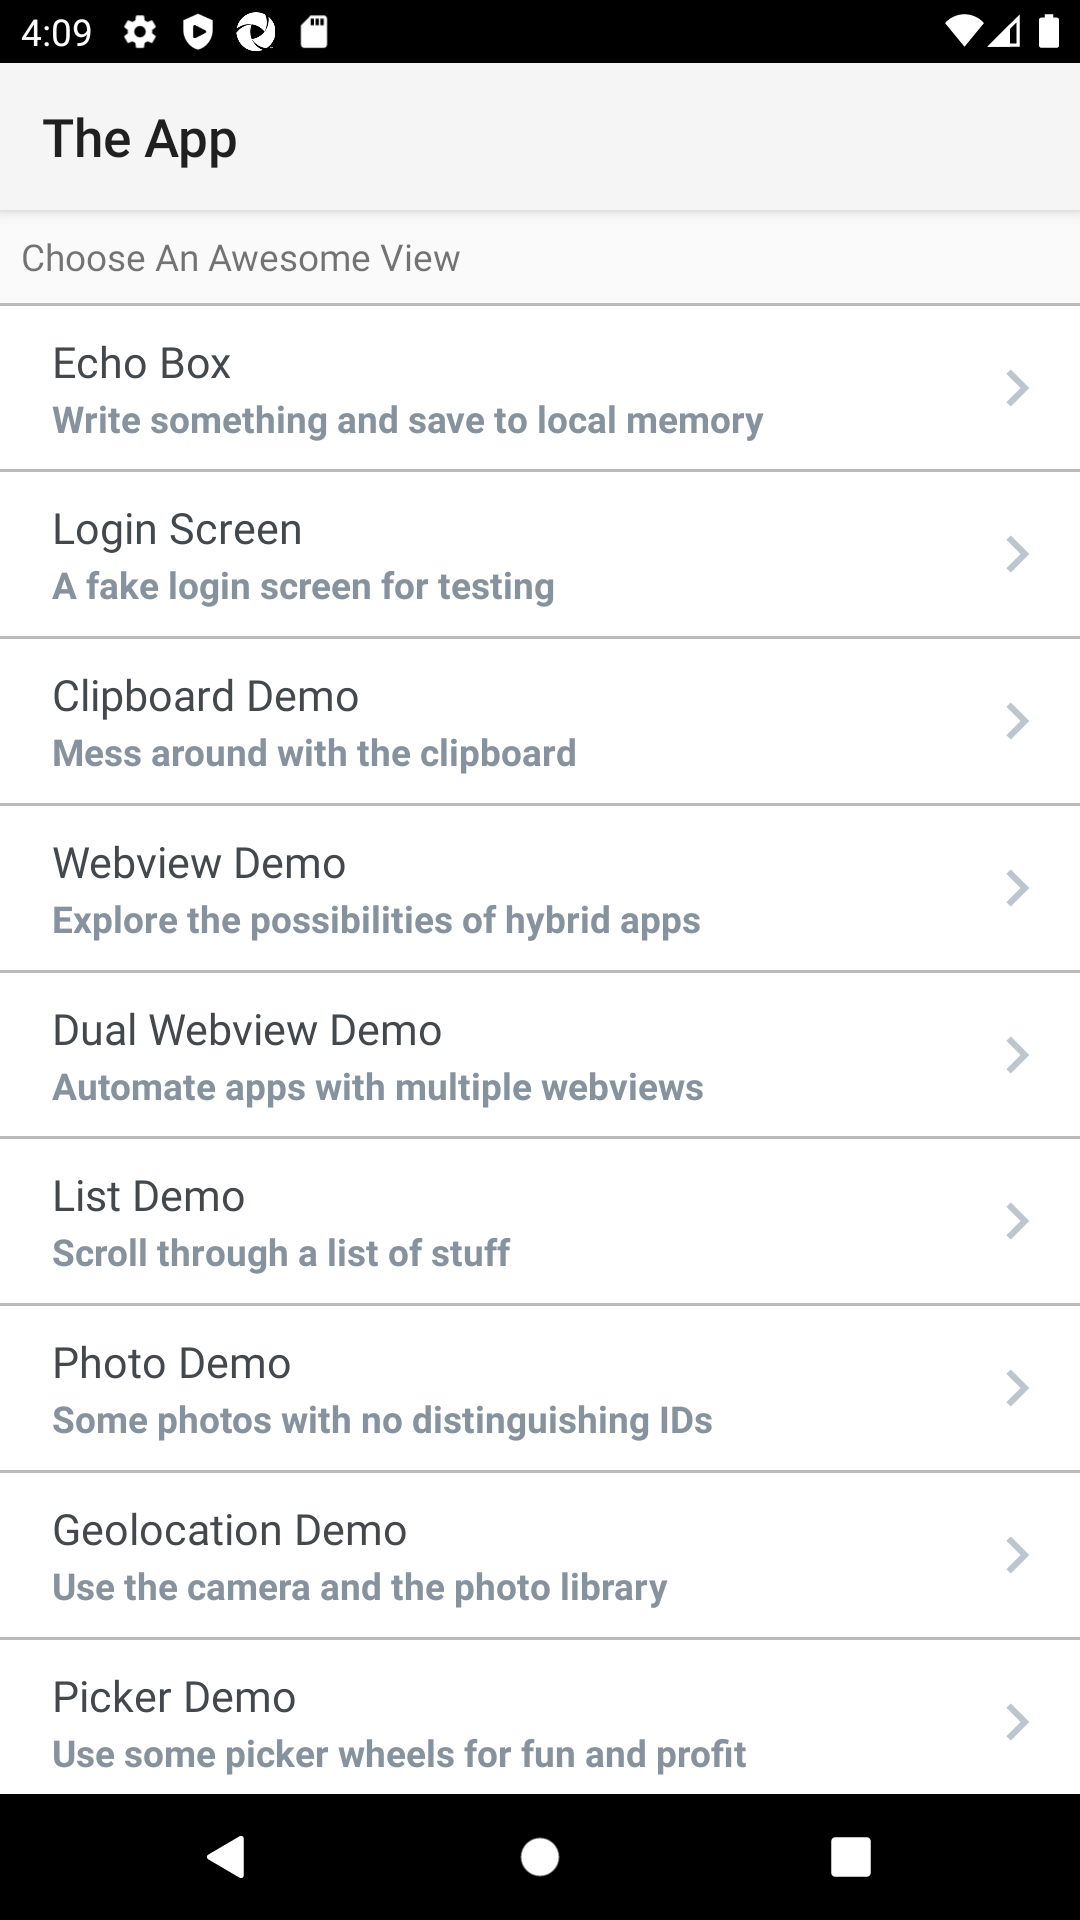 4:09
The App
Choose An Awesome View
Echo Box
Write something and save to local memory
Login Screen
A fake login screen for testing
Clipboard Demo
Mess around with the clipboard
Webview Demo
Explore the possibilities of hybrid apps
Dual Webview Demo
Automate apps with multiple webviews
List Demo
Scroll through a list of stuff
Photo Demo
Some photos with no distinguishing IDs
Geolocation Demo
Use the camera and the photo library
Picker Demo
Use some picker wheels for fun and profit